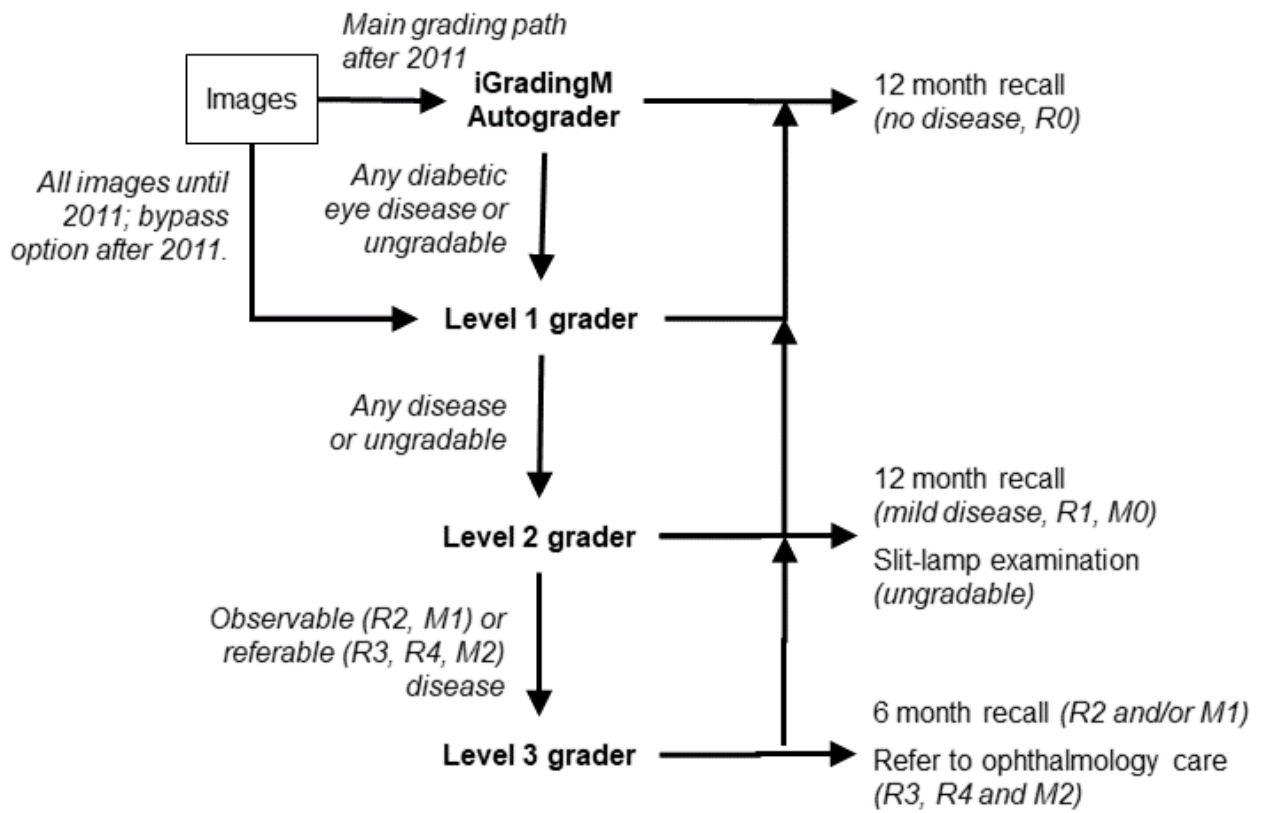 Main grading path
after 2011
Images
iGradingM
Autograder
12 month recall
(no disease, R0)
All images until
2011; bypass
option after 2011.
Any diabetic
eye disease or
ungradable
Level 1 grader
Any disease
or ungradable
12 month recall
(mild disease, R1, M0)
Level 2 grader
Slit-lamp examination
(ungradable)
Observable (R2, M1) or
referable (R3, R4, M2)
disease
6 month recall (R2 and/or M1)
Level 3 grader
Refer to ophthalmology care
(R3, R4 and M2)